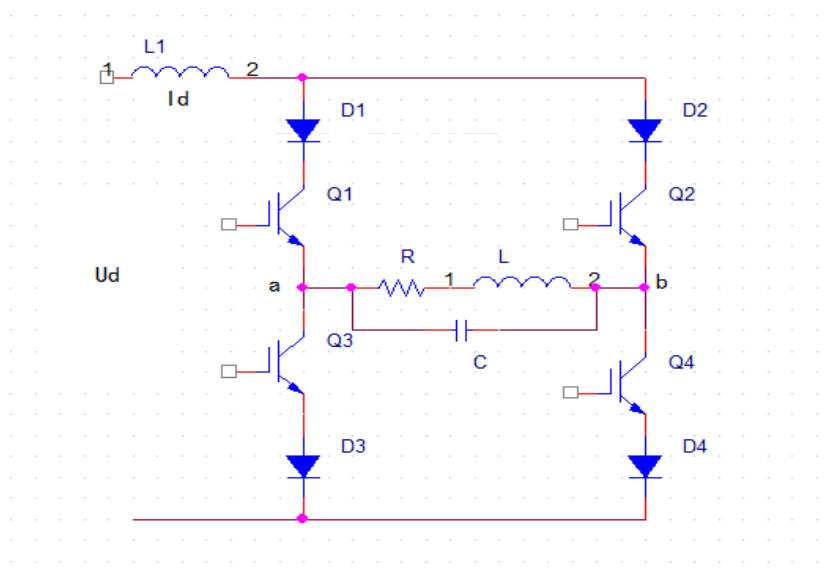 L1
1 2
Id
D1 D2
Q1 Q2
R L
Ud a 1 2 b
Q3
C Q4
D3 D4